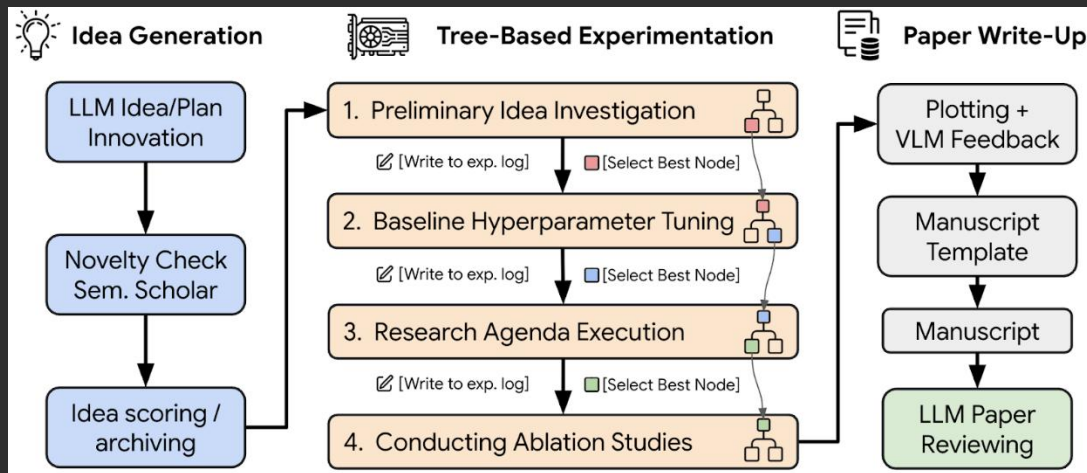 Idea Generation
LLM Idea/Plan
Innovation
Novelty Check
Sem. Scholar
Idea scoring /
archiving
Tree-Based Experimentation
1. Preliminary Idea Investigation
[Write to exp. log]
[Select Best Node]
2. Baseline Hyperparameter Tuning
[Write to exp. log]
[Select Best Node]
3. Research Agenda Execution
[Write to exp. log]
[Select Best Node]
4. Conducting Ablation Studies
Paper Write-Up
Plotting +
VLM Feedback
Manuscript
Template
Manuscript
LLM Paper
Reviewing